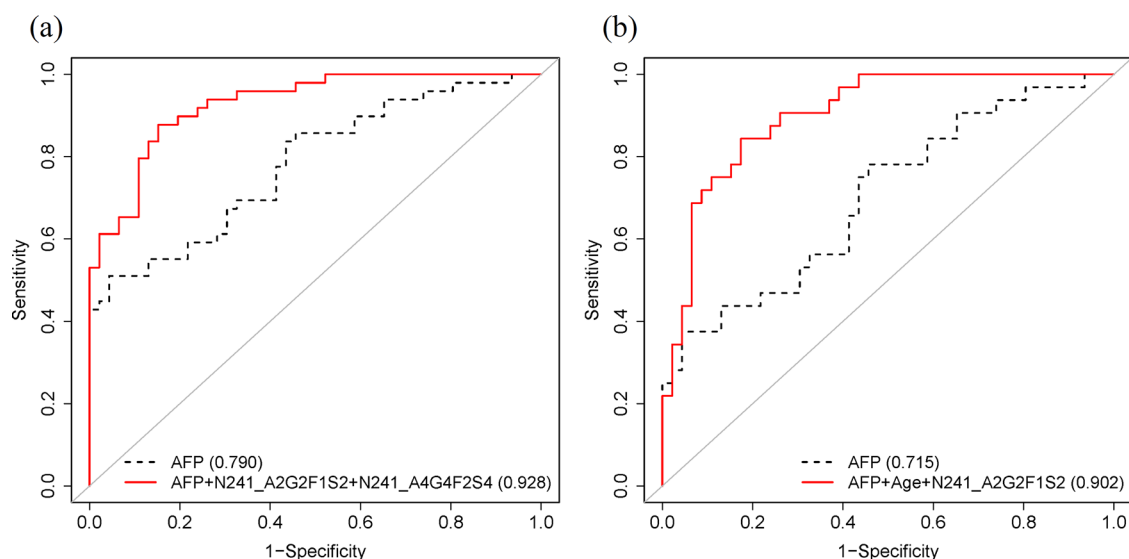 (a)
1.0
0.8
0.6
0.4
0.2
0.0
Sensitivity
AFP (0.790)
AFP+N241_A2G2F1S2+N241_A4G4F2S4 (0.928)
0.0 0.2 0.4 0.6 0.8 1.0
1-Specificity
(b)
1.0
0.8
0.6
0.4
0.2
0.0
Sensitivity
AFP (0.715)
AFP+Age+N241_A2G2F1S2 (0.902)
0.0 0.2 0.4 0.6 0.8 1.0
1-Specificity